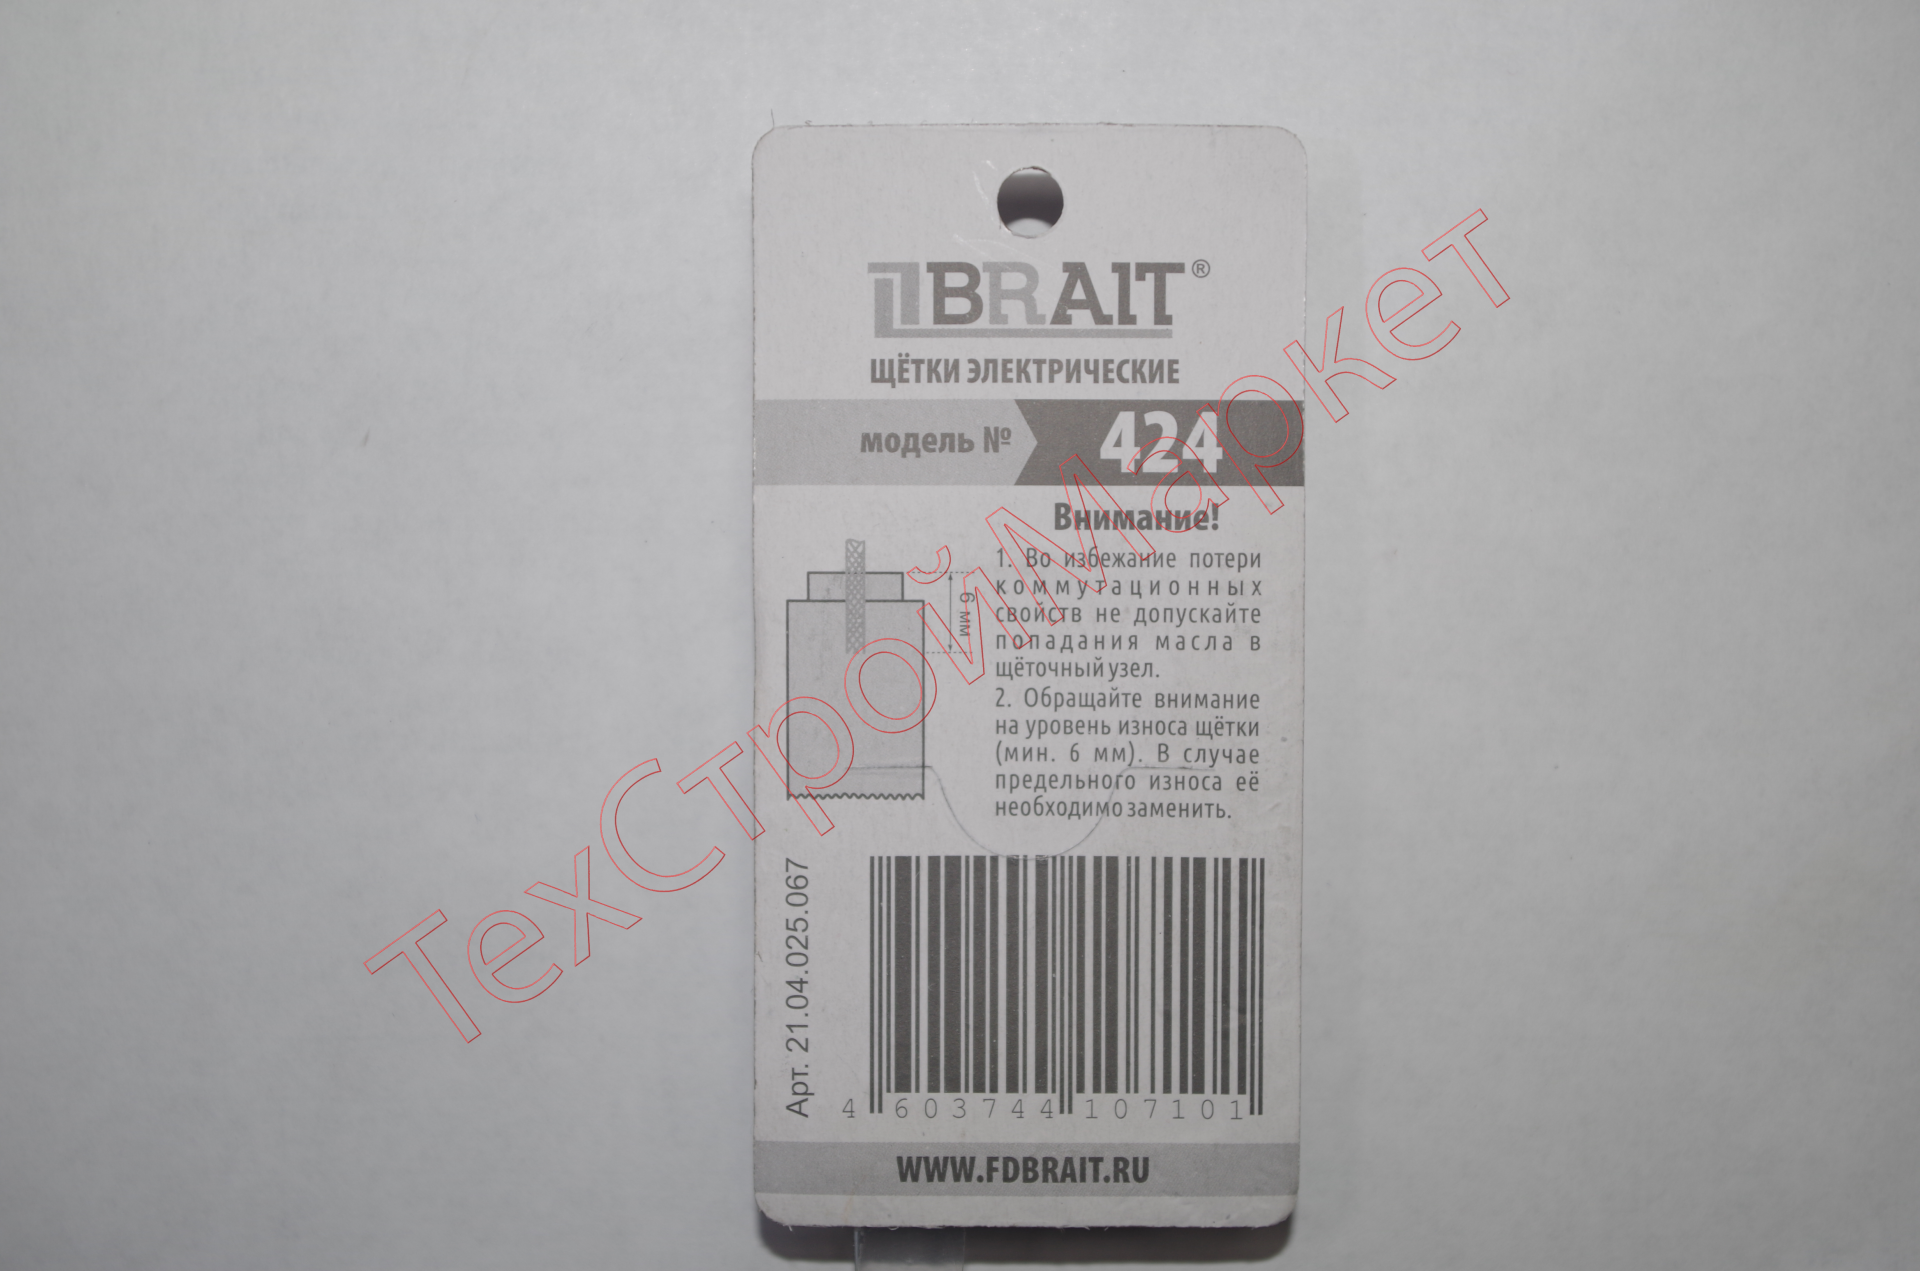 BRAIT®
ЩЁТКИ ЭЛЕКТРИЧЕСКИЕ
модель № 424
Внимание!
1. Во избежание потери
коммутационных
свойств не допускайте
попадания масла в
щёточный узел.
2. Обращайте внимание
на уровень износа щётки
(мин. 6 мм). В случае
предельного износа её
необходимо заменить.
6 мм
Арт. 21.04.025.067
4 603744 107101
WWW.FDBRAIT.RU
ТехСтройМаркет